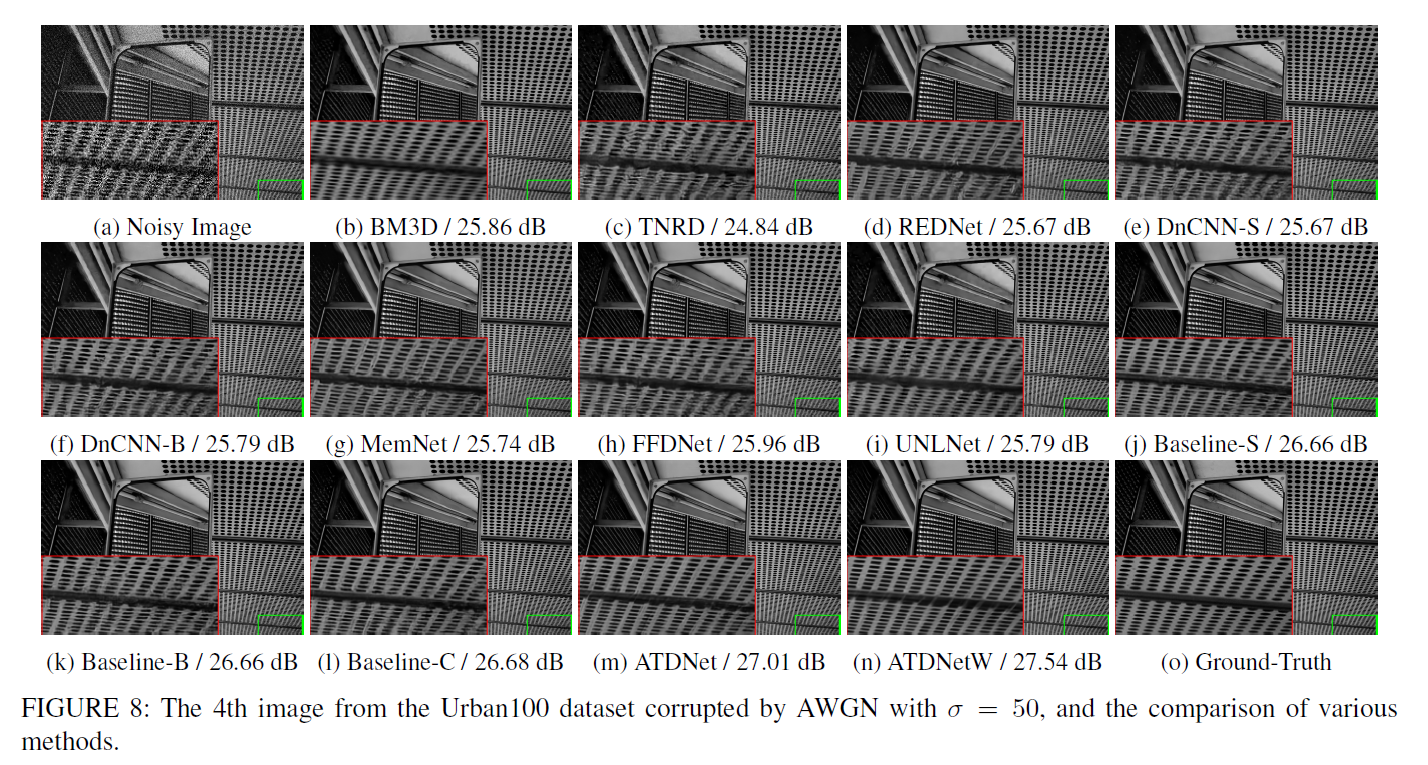 (a) Noisy Image
(b) BM3D / 25.86 dB
(c) TNRD / 24.84 dB
(d) REDNet / 25.67 dB
(e) DnCNN-S / 25.67 dB
(f) DnCNN-B / 25.79 dB
(g) MemNet / 25.74 dB
(h) FFDNet / 25.96 dB
(i) UNLNet / 25.79 dB
(j) Baseline-S / 26.66 dB
(k) Baseline-B / 26.66 dB
(l) Baseline-C / 26.68 dB
(m) ATDNet / 27.01 dB
(n) ATDNetW / 27.54 dB
(o) Ground-Truth
FIGURE 8: The 4th image from the Urban100 dataset corrupted by AWGN with σ = 50, and the comparison of various
methods.